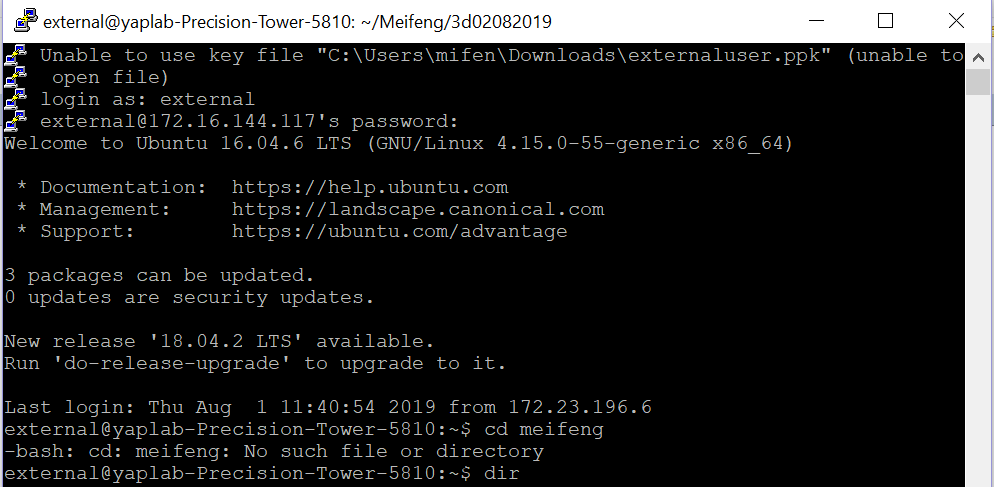 external@yaplab-Precision-Tower-5810: ~/Meifeng/3d02082019
Unable to use key file "C:\Users\mifen\Downloads\externaluser.ppk" (unable to
open file)
login as: external
external@172.16.144.117's password:
Welcome to Ubuntu 16.04.6 LTS (GNU/Linux 4.15.0-55-generic x86_64)
* Documentation:  https://help.ubuntu.com
* Management:     https://landscape.canonical.com
* Support:        https://ubuntu.com/advantage
3 packages can be updated.
0 updates are security updates.
New release '18.04.2 LTS' available.
Run 'do-release-upgrade' to upgrade to it.
Last login: Thu Aug  1 11:40:54 2019 from 172.23.196.6
external@yaplab-Precision-Tower-5810:~$ cd meifeng
-bash: cd: meifeng: No such file or directory
external@yaplab-Precision-Tower-5810:~$ dir